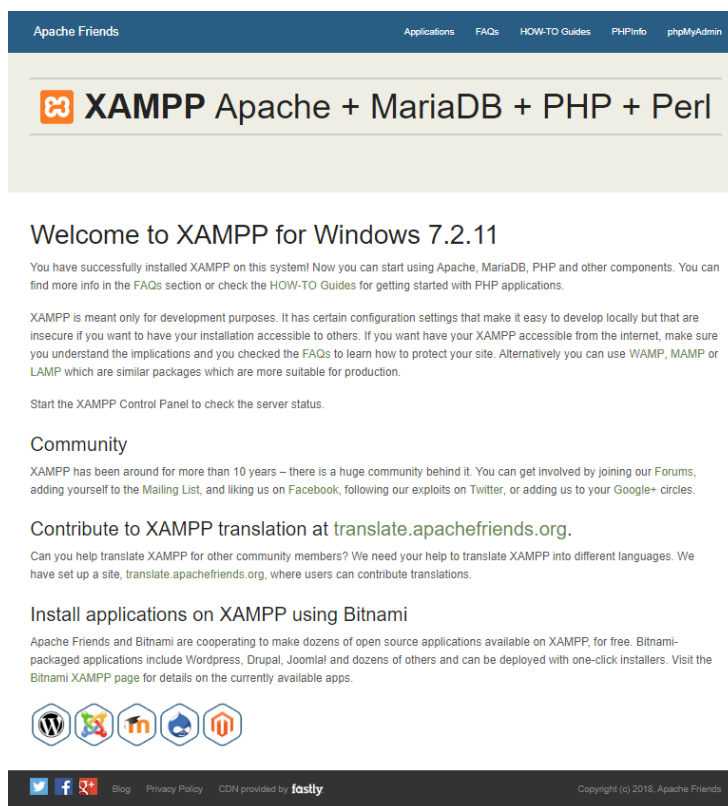 Apache Friends
Applications FAQs HOW-TO Guides PHPInfo phpMyAdmin
XAMPP Apache + MariaDB + PHP + Perl
Welcome to XAMPP for Windows 7.2.11
You have successfully installed XAMPP on this system! Now you can start using Apache, MariaDB, PHP and other components. You can
find more info in the FAQs section or check the HOW-TO Guides for getting started with PHP applications.
XAMPP is meant only for development purposes. It has certain configuration settings that make it easy to develop locally but that are
insecure if you want to have your installation accessible to others. If you want have your XAMPP accessible from the internet, make sure
you understand the implications and you checked the FAQs to learn how to protect your site. Alternatively you can use WAMP, MAMP or
LAMP which are similar packages which are more suitable for production.
Start the XAMPP Control Panel to check the server status.
Community
XAMPP has been around for more than 10 years – there is a huge community behind it. You can get involved by joining our Forums,
adding yourself to the Mailing List, and liking us on Facebook, following our exploits on Twitter, or adding us to your Google+ circles.
Contribute to XAMPP translation at translate.apachefriends.org.
Can you help translate XAMPP for other community members? We need your help to translate XAMPP into different languages. We
have set up a site, translate.apachefriends.org, where users can contribute translations.
Install applications on XAMPP using Bitnami
Apache Friends and Bitnami are cooperating to make dozens of open source applications available on XAMPP, for free. Bitnami-
packaged applications include Wordpress, Drupal, Joomla! and dozens of others and can be deployed with one-click installers. Visit the
Bitnami XAMPP page for details on the currently available apps.
Blog Privacy Policy CDN provided by fastly Copyright (c) 2018, Apache Friends